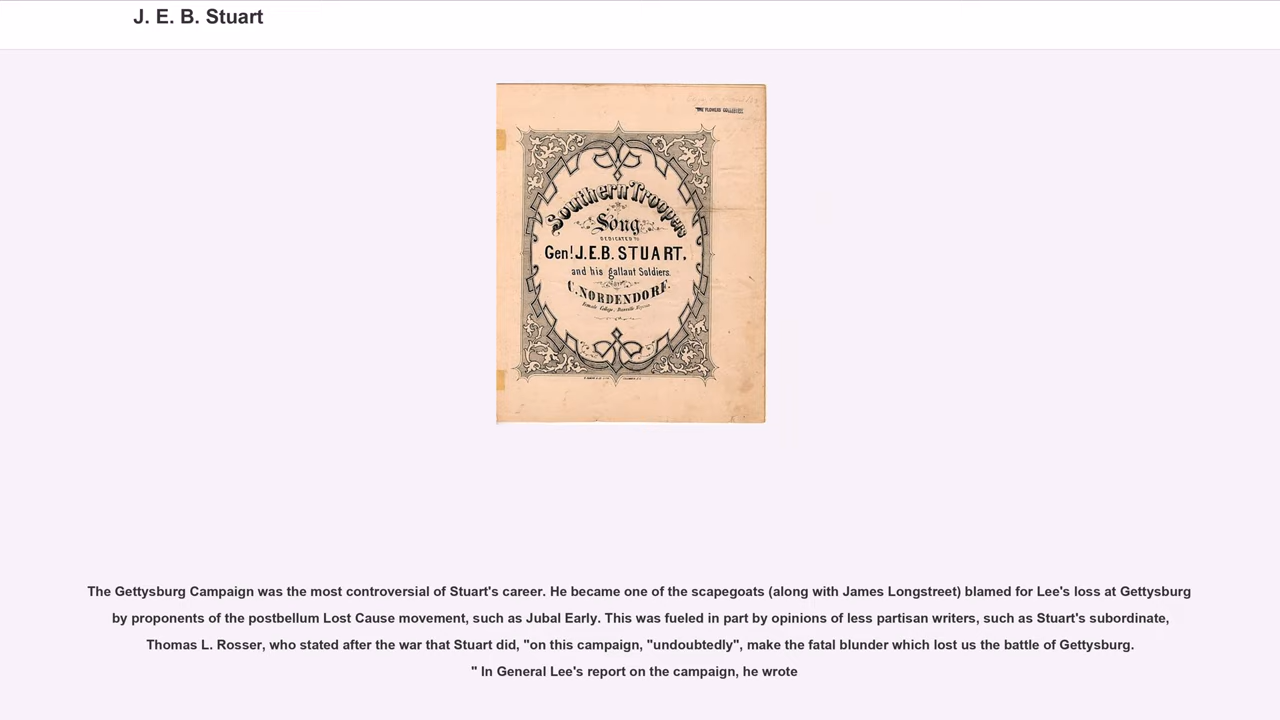 J. E. B. Stuart
THE FLOWERS COLLECTION
Southern Troopers
Song
DEDICATED TO
Gen! J.E.B. STUART,
and his gallant Soldiers.
BY
C. NORDENDORF.
The Gettysburg Campaign was the most controversial of Stuart's career. He became one of the scapegoats (along with James Longstreet) blamed for Lee's loss at Gettysburg
by proponents of the postbellum Lost Cause movement, such as Jubal Early. This was fueled in part by opinions of less partisan writers, such as Stuart's subordinate,
Thomas L. Rosser, who stated after the war that Stuart did, "on this campaign, "undoubtedly", make the fatal blunder which lost us the battle of Gettysburg.
" In General Lee's report on the campaign, he wrote